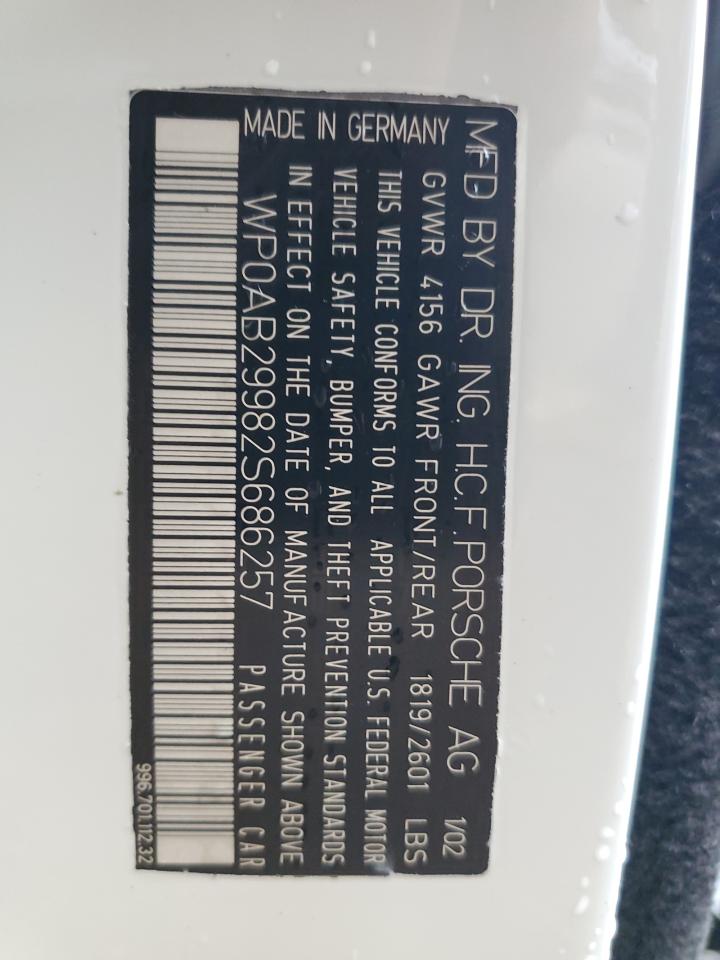 MFD BY DR. ING. H.C.F. PORSCHE AG 1/02
MADE IN GERMANY GVWR 4156 GAWR FRONT/REAR 1819/2601 LBS
THIS VEHICLE CONFORMS TO ALL APPLICABLE U.S. FEDERAL MOTOR
VEHICLE SAFETY, BUMPER, AND THEFT PREVENTION STANDARDS
IN EFFECT ON THE DATE OF MANUFACTURE SHOWN ABOVE
WP0AB29982S686257 PASSENGER CAR
996.701.112.32